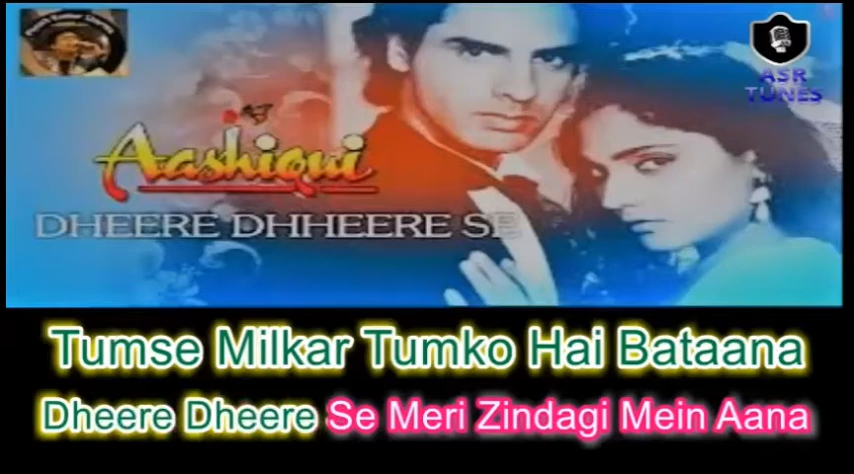 ASR
TUNES
Aashiqui
DHEERE DHHEERE SE
Tumse Milkar Tumko Hai Bataana
Dheere Dheere Se Meri Zindagi Mein Aana